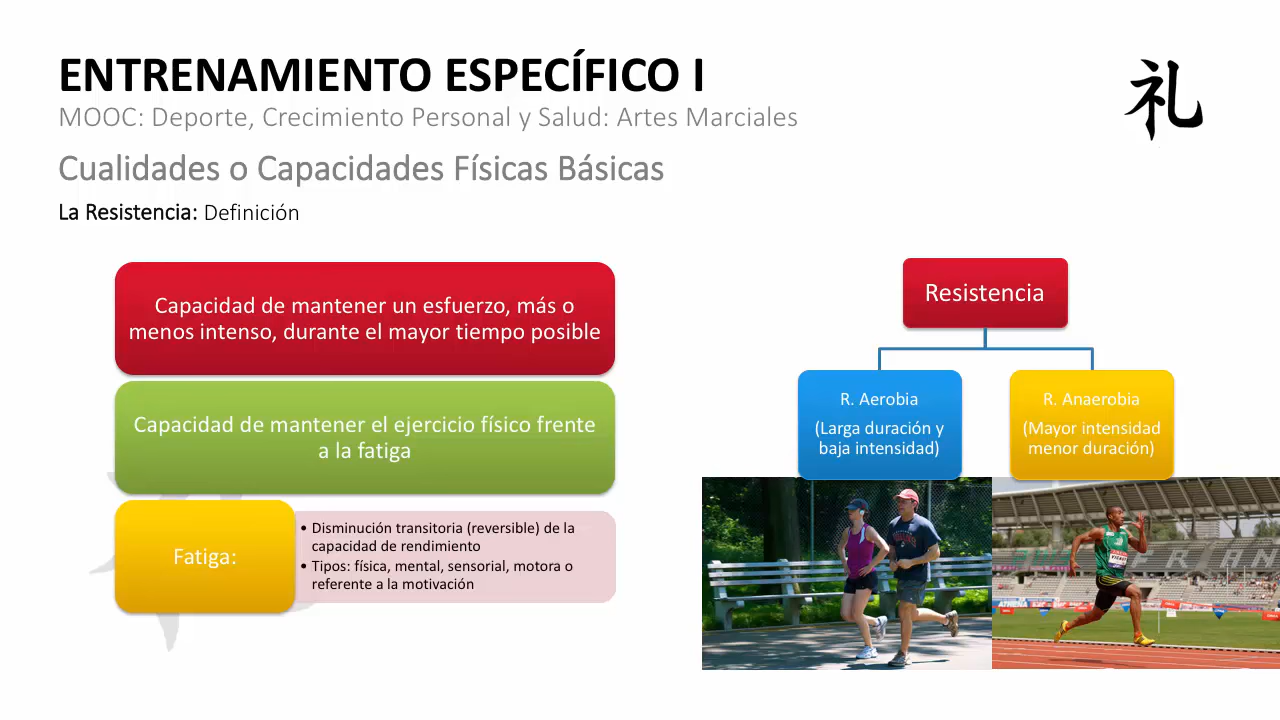 ENTRENAMIENTO ESPECÍFICO I
MOOC: Deporte, Crecimiento Personal y Salud: Artes Marciales
礼
Cualidades o Capacidades Físicas Básicas
La Resistencia: Definición
Capacidad de mantener un esfuerzo, más o
menos intenso, durante el mayor tiempo posible
Capacidad de mantener el ejercicio físico frente
a la fatiga
Fatiga:
• Disminución transitoria (reversible) de la
capacidad de rendimiento
• Tipos: física, mental, sensorial, motora o
referente a la motivación
Resistencia
R. Aerobia
(Larga duración y
baja intensidad)
R. Anaerobia
(Mayor intensidad
menor duración)